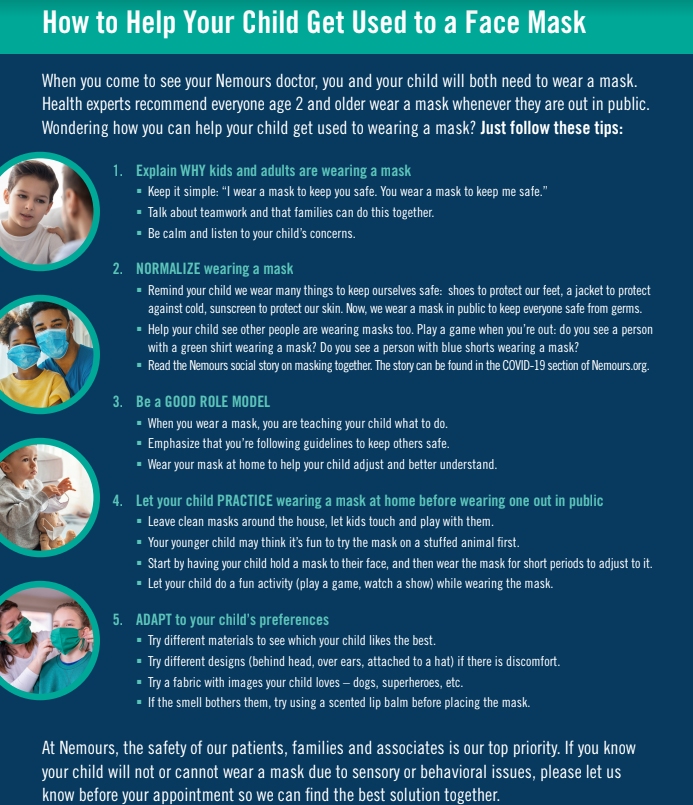 How to Help Your Child Get Used to a Face Mask
When you come to see your Nemours doctor, you and your child will both need to wear a mask.
Health experts recommend everyone age 2 and older wear a mask whenever they are out in public.
Wondering how you can help your child get used to wearing a mask? Just follow these tips:
1. Explain WHY kids and adults are wearing a mask
▪ Keep it simple: “I wear a mask to keep you safe. You wear a mask to keep me safe.”
▪ Talk about teamwork and that families can do this together.
▪ Be calm and listen to your child’s concerns.
2. NORMALIZE wearing a mask
▪ Remind your child we wear many things to keep ourselves safe: shoes to protect our feet, a jacket to protect
against cold, sunscreen to protect our skin. Now, we wear a mask in public to keep everyone safe from germs.
▪ Help your child see other people are wearing masks too. Play a game when you’re out: do you see a person
with a green shirt wearing a mask? Do you see a person with blue shorts wearing a mask?
▪ Read the Nemours social story on masking together. The story can be found in the COVID-19 section of Nemours.org.
3. Be a GOOD ROLE MODEL
▪ When you wear a mask, you are teaching your child what to do.
▪ Emphasize that you’re following guidelines to keep others safe.
▪ Wear your mask at home to help your child adjust and better understand.
4. Let your child PRACTICE wearing a mask at home before wearing one out in public
▪ Leave clean masks around the house, let kids touch and play with them.
▪ Your younger child may think it’s fun to try the mask on a stuffed animal first.
▪ Start by having your child hold a mask to their face, and then wear the mask for short periods to adjust to it.
▪ Let your child do a fun activity (play a game, watch a show) while wearing the mask.
5. ADAPT to your child’s preferences
▪ Try different materials to see which your child likes the best.
▪ Try different designs (behind head, over ears, attached to a hat) if there is discomfort.
▪ Try a fabric with images your child loves – dogs, superheroes, etc.
▪ If the smell bothers them, try using a scented lip balm before placing the mask.
At Nemours, the safety of our patients, families and associates is our top priority. If you know
your child will not or cannot wear a mask due to sensory or behavioral issues, please let us
know before your appointment so we can find the best solution together.